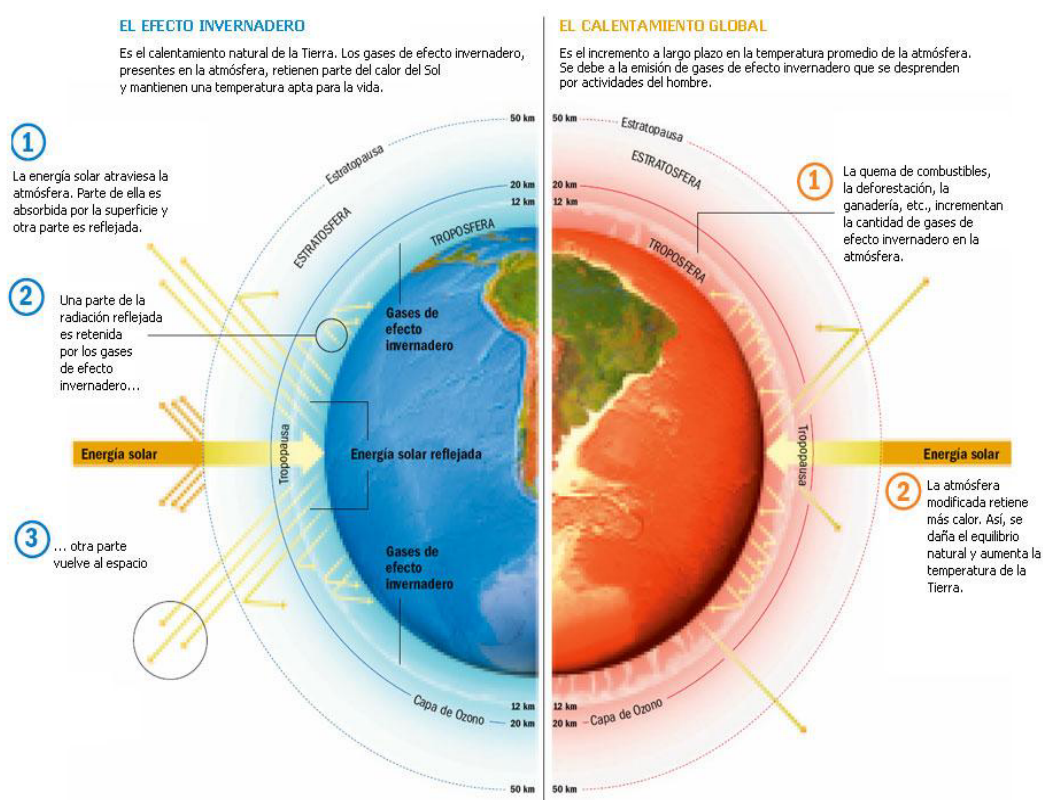 EL EFECTO INVERNADERO
Es el calentamiento natural de la Tierra. Los gases de efecto invernadero,
presentes en la atmósfera, retienen parte del calor del Sol
y mantienen una temperatura apta para la vida.
EL CALENTAMIENTO GLOBAL
Es el incremento a largo plazo en la temperatura promedio de la atmósfera.
Se debe a la emisión de gases de efecto invernadero que se desprenden
por actividades del hombre.
50 km
Estratopausa
ESTRATOSFERA
20 km
12 km
TROPOSFERA
1
La energía solar atraviesa la
atmósfera. Parte de ella es
absorbida por la superficie y
otra parte es reflejada.
2
Una parte de la
radiación reflejada
es retenida
por los gases
de efecto
invernadero...
Gases de
efecto
invernadero
Energía solar
Tropopausa
Energía solar reflejada
3
... otra parte
vuelve al espacio
Gases de
efecto
invernadero
Capa de Ozono
12 km
20 km
50 km
50 km
Estratopausa
ESTRATOSFERA
20 km
12 km
TROPOSFERA
1
La quema de combustibles,
la deforestación, la
ganadería, etc., incrementan
la cantidad de gases de
efecto invernadero en la
atmósfera.
Tropopausa
Energía solar
2
La atmósfera
modificada retiene
más calor. Así, se
daña el equilibrio
natural y aumenta la
temperatura de la
Tierra.
12 km
20 km
Capa de Ozono
50 km